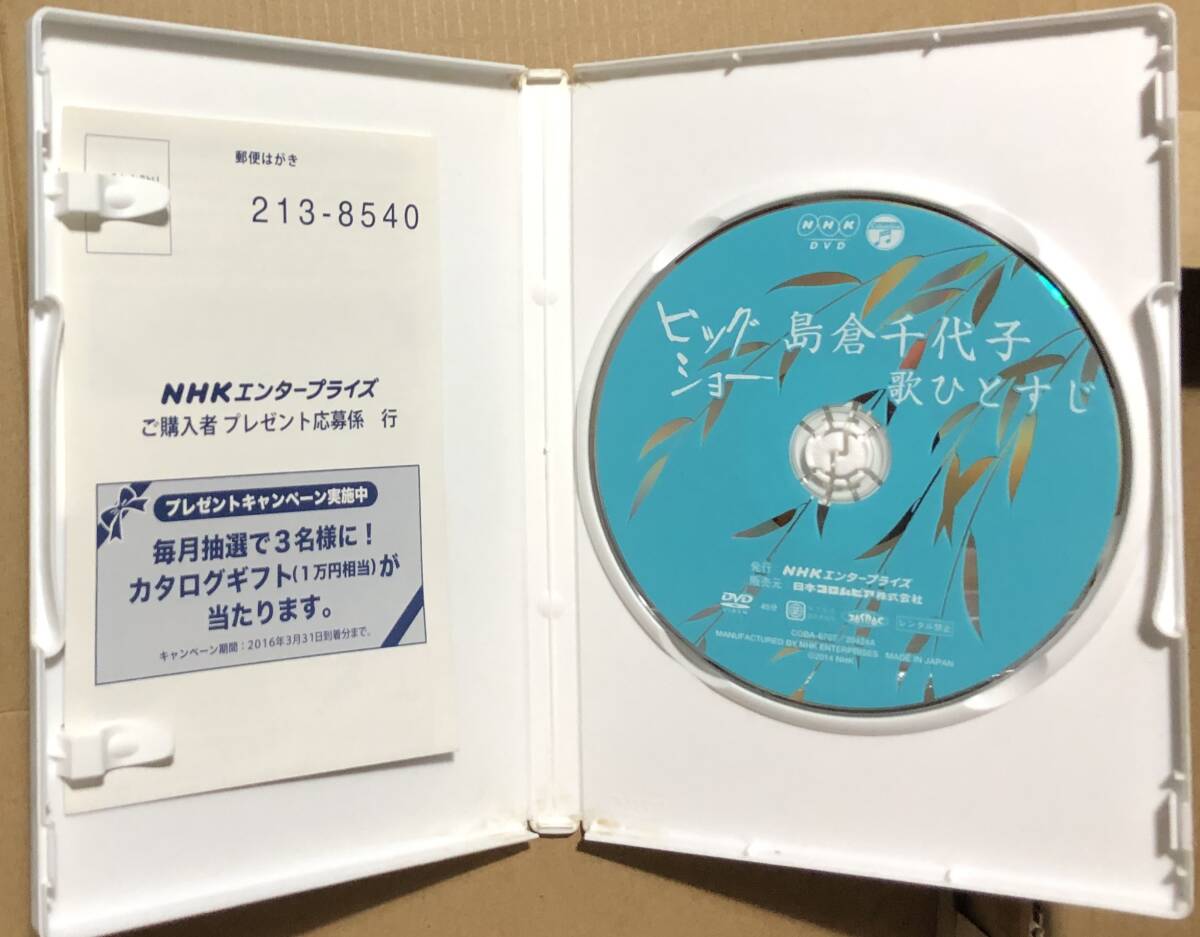 郵便はがき
213-8540
NHKエンタープライズ
ご購入者 プレゼント応募係 行
プレゼントキャンペーン実施中
毎月抽選で3名様に!
カタログギフト(1万円相当)が
当たります。
キャンペーン期間:2016年3月31日到着分まで。
NHK
DVD
ビッグ
ショー
島倉千代子
歌ひとすじ
発行 NHKエンタープライズ
販売元 日本コロムビア株式会社
DVD
45分
JASRAC
レンタル禁止
MANUFACTURED BY NHK ENTERPRISES MADE IN JAPAN
©2014 NHK